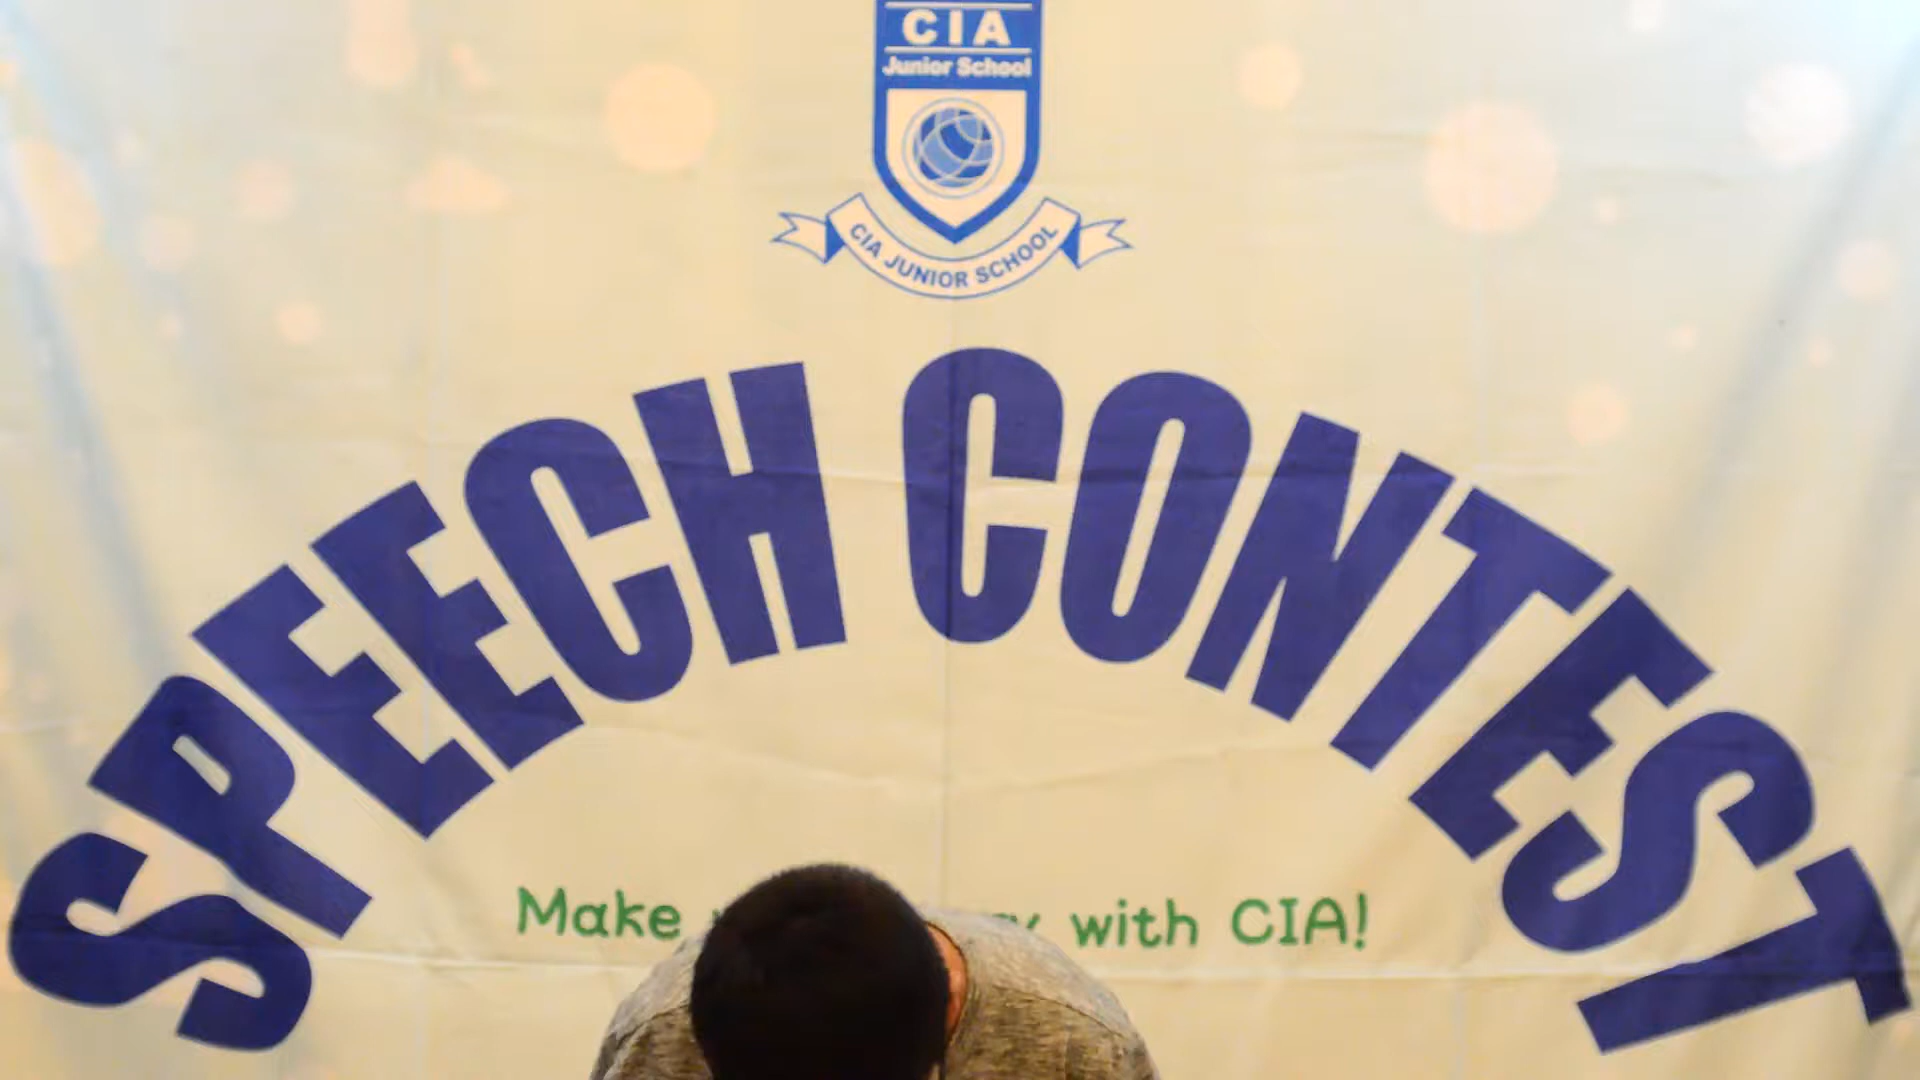 CIA
Junior School
CIA JUNIOR SCHOOL
SPEECH CONTEST
Make with CIA!